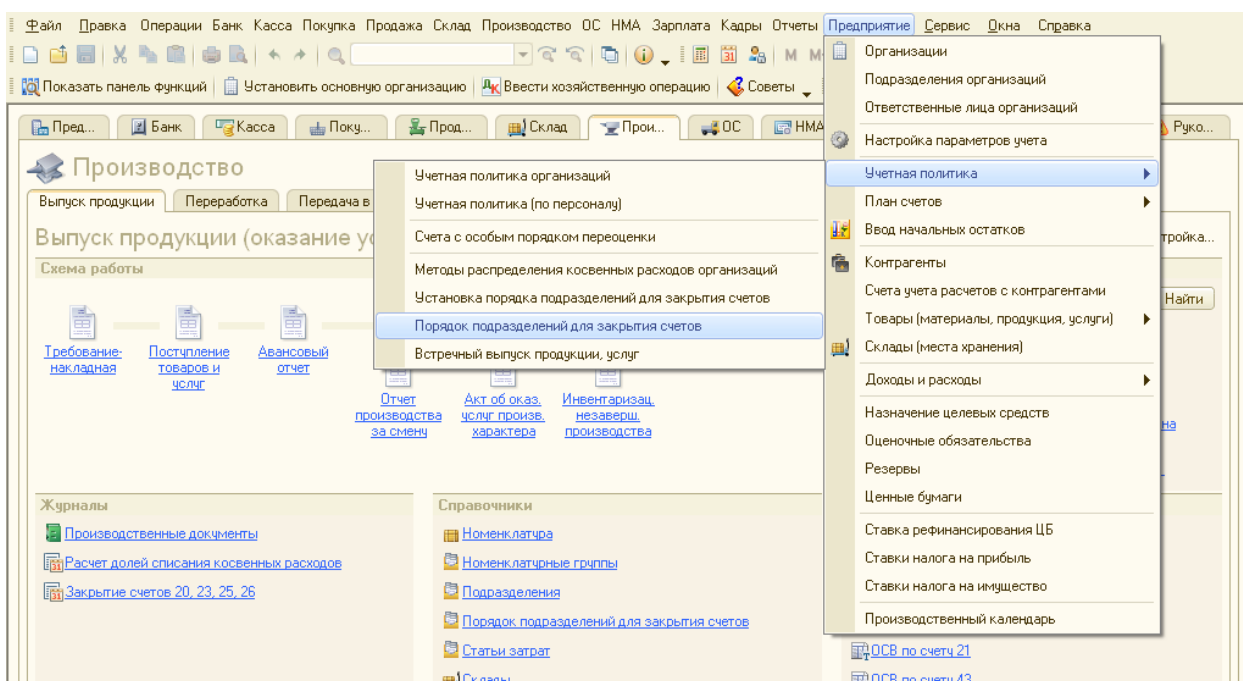 Файл Правка Операции Банк Касса Покупка Продажа Склад Производство ОС НМА Зарплата Кадры Отчеты Предприятие Сервис Окна Справка
M
Показать панель функций Установить основную организацию Ввести хозяйственную операцию Советы
Пред... Банк Касса Поку... Прод... Склад Прои... ОС НМА Руко...
Производство
Выпуск продукции Переработка Передача в
Выпуск продукции (оказание ус
тройка...
Схема работы
Найти
Требование-накладная
Поступление товаров и услуг
Авансовый отчет
Отчет производства за смену
Акт об оказ. услуг произв. характера
Инвентаризац. незаверш. производства
на
Учетная политика организаций
Учетная политика (по персоналу)
Счета с особым порядком переоценки
Методы распределения косвенных расходов организаций
Установка порядка подразделений для закрытия счетов
Порядок подразделений для закрытия счетов
Встречный выпуск продукции, услуг
Организации
Подразделения организаций
Ответственные лица организаций
Настройка параметров учета
Учетная политика
План счетов
Ввод начальных остатков
Контрагенты
Счета учета расчетов с контрагентами
Товары (материалы, продукция, услуги)
Склады (места хранения)
Доходы и расходы
Назначение целевых средств
Оценочные обязательства
Резервы
Ценные бумаги
Ставка рефинансирования ЦБ
Ставки налога на прибыль
Ставки налога на имущество
Производственный календарь
Журналы
Производственные документы
Расчет долей списания косвенных расходов
Закрытие счетов 20, 23, 25, 26
Справочники
Номенклатура
Номенклатурные группы
Подразделения
Порядок подразделений для закрытия счетов
Статьи затрат
Склады
ОСВ по счету 21
ОСВ по счету 43